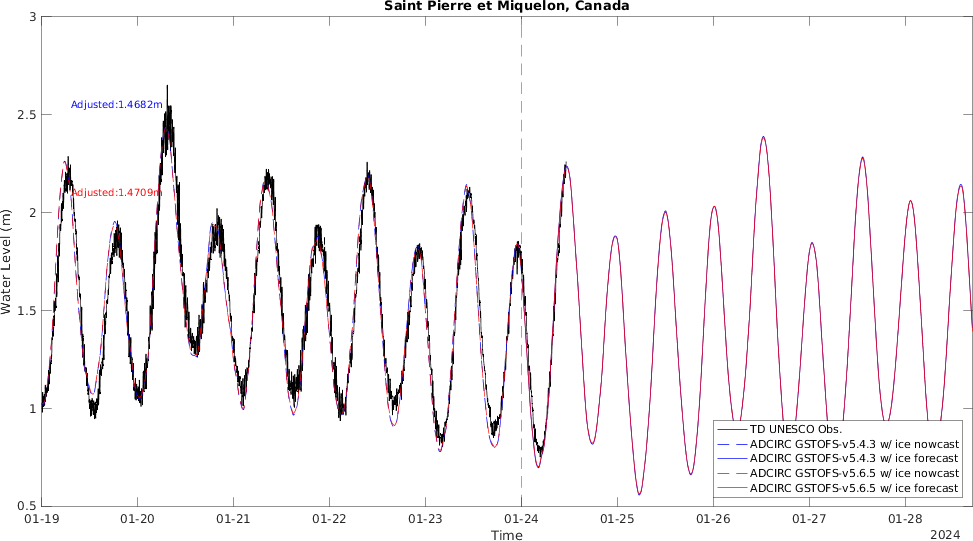 Saint Pierre et Miquelon, Canada
3
2.5
2
1.5
1
0.5
Water Level (m)
Adjusted:1.4682m
Adjusted:1.4709m
TD UNESCO Obs.
ADCIRC GSTOFS-v5.4.3 w/ ice nowcast
ADCIRC GSTOFS-v5.4.3 w/ ice forecast
ADCIRC GSTOFS-v5.6.5 w/ ice nowcast
ADCIRC GSTOFS-v5.6.5 w/ ice forecast
01-19 01-20 01-21 01-22 01-23 01-24 01-25 01-26 01-27 01-28
Time
2024